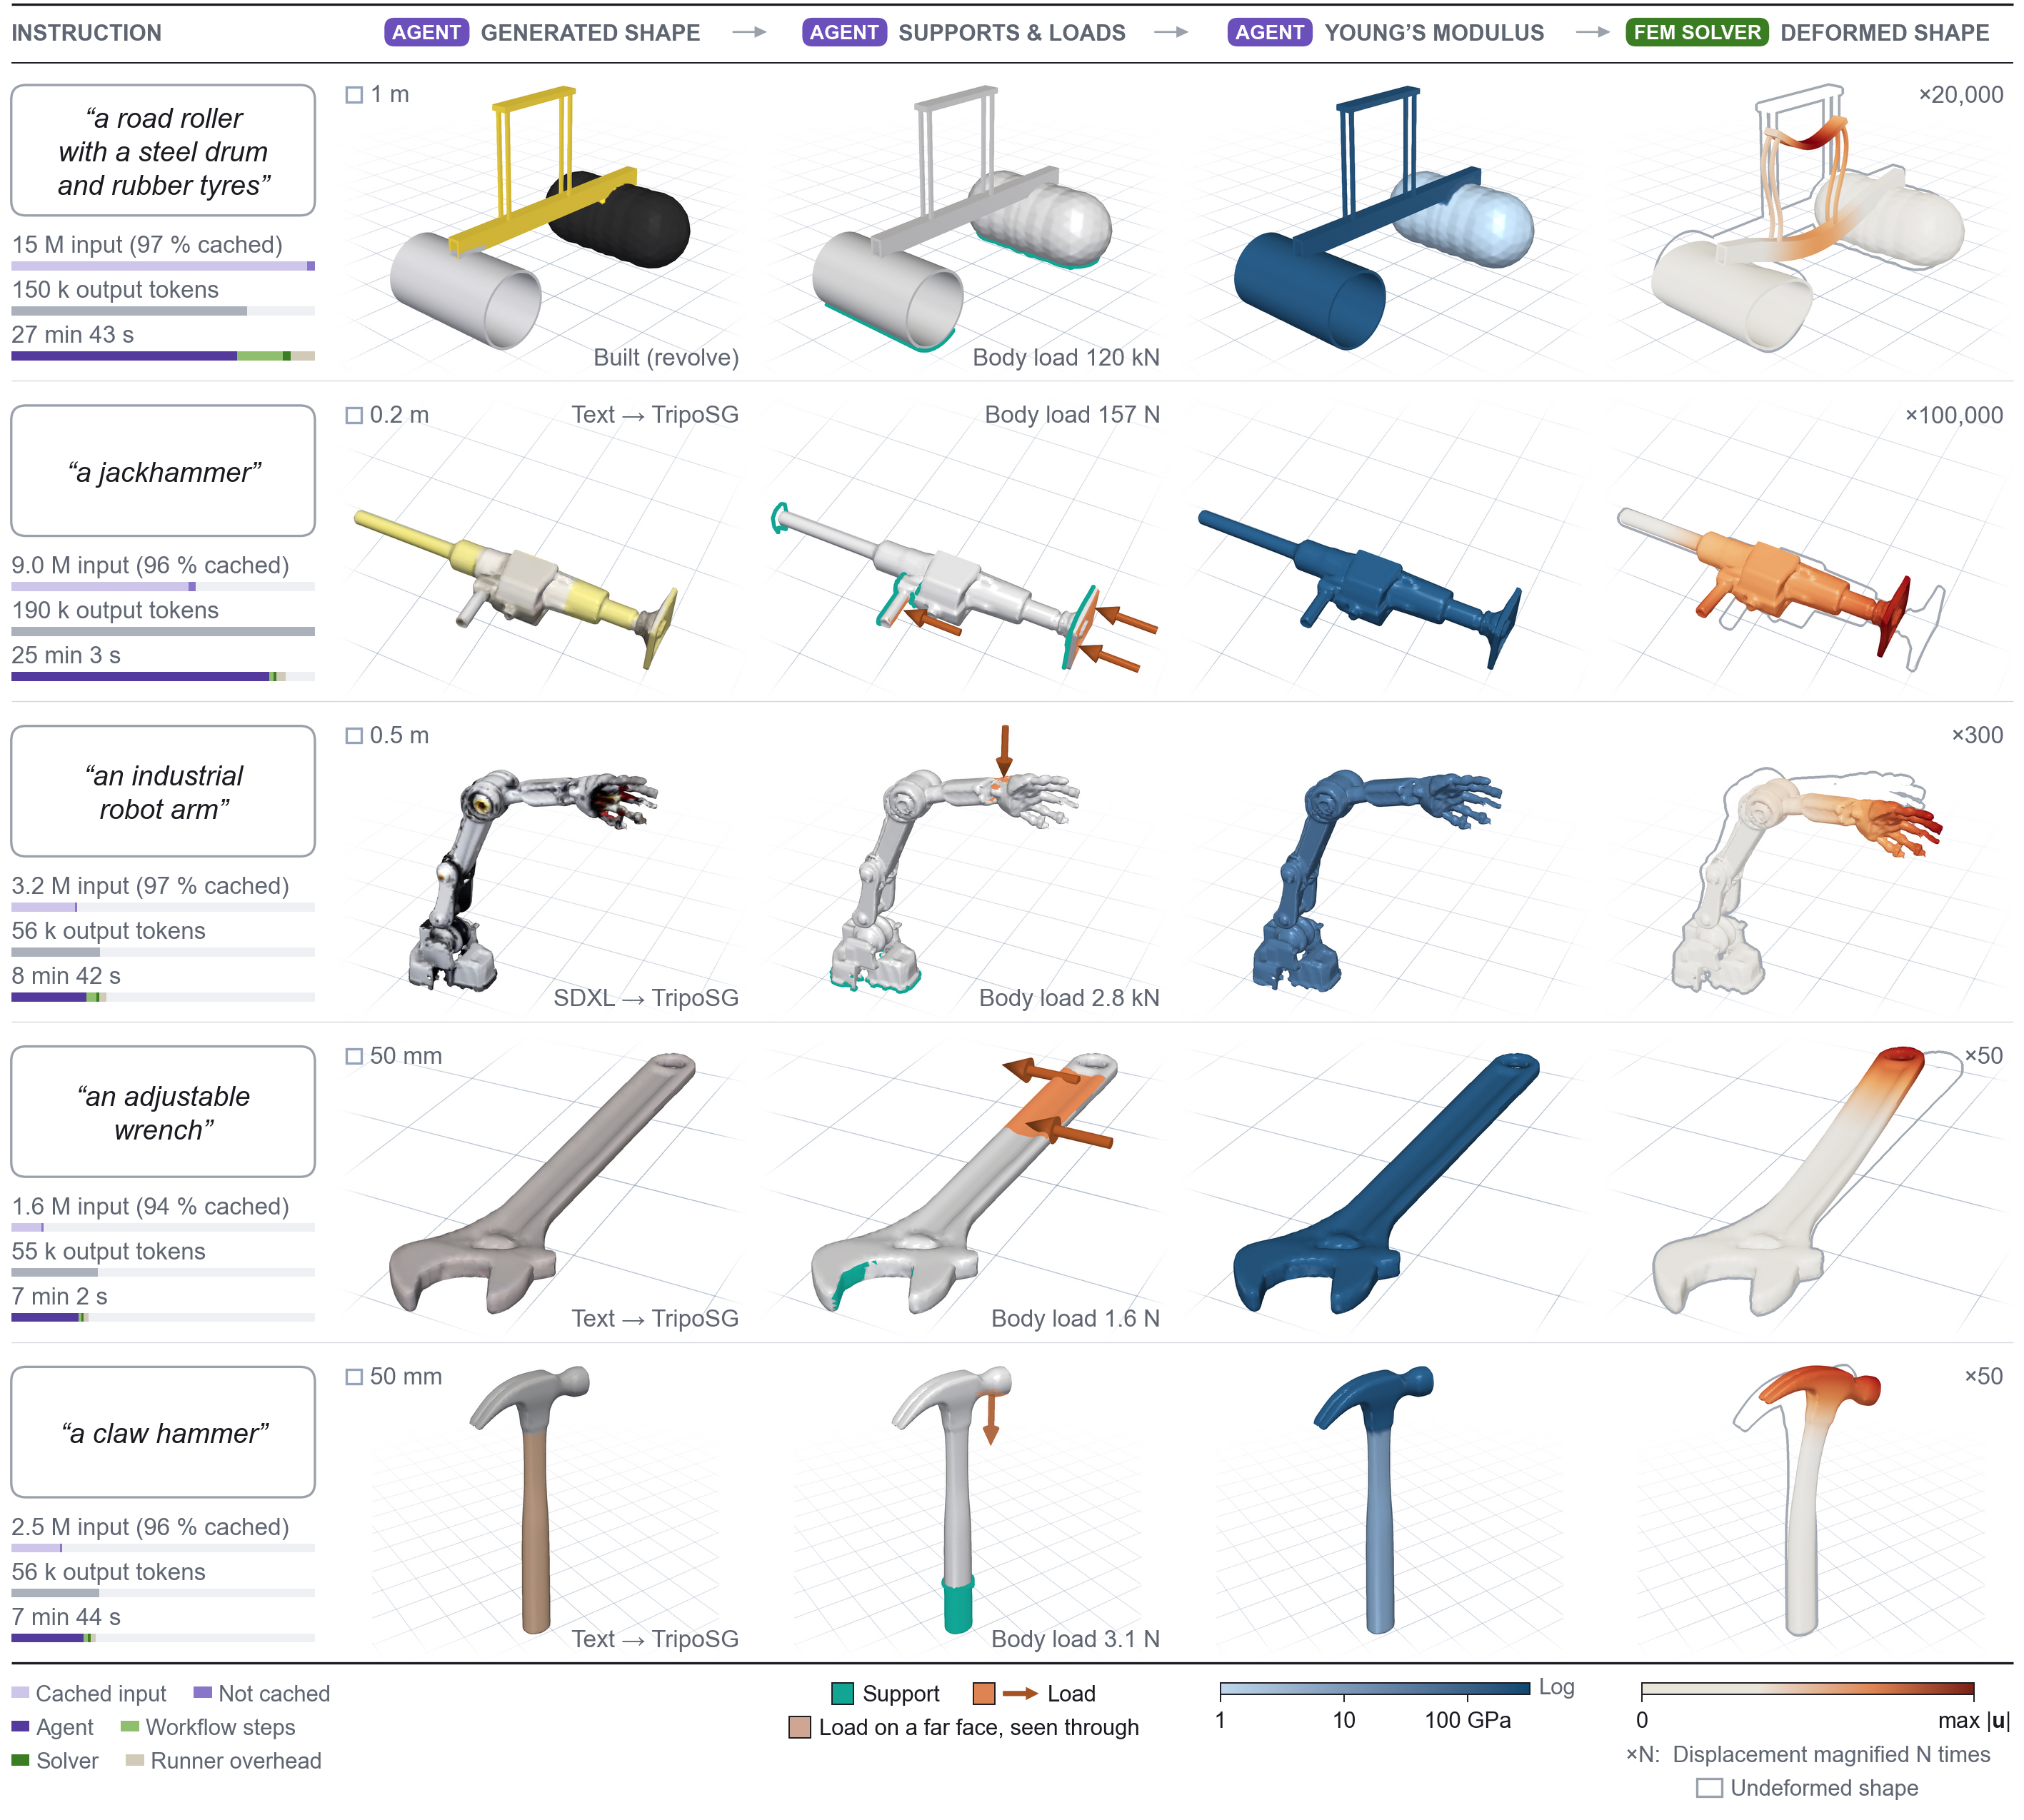 INSTRUCTION
AGENT GENERATED SHAPE →
AGENT SUPPORTS & LOADS →
AGENT YOUNG’S MODULUS →
FEM SOLVER DEFORMED SHAPE
“a road roller
with a steel drum
and rubber tyres”
15 M input (97 % cached)
150 k output tokens
27 min 43 s
1 m
Built (revolve)
Body load 120 kN
×20,000
“a jackhammer”
9.0 M input (96 % cached)
190 k output tokens
25 min 3 s
0.2 m
Text → TripoSG
Body load 157 N
×100,000
“an industrial
robot arm”
3.2 M input (97 % cached)
56 k output tokens
8 min 42 s
0.5 m
SDXL → TripoSG
Body load 2.8 kN
×300
“an adjustable
wrench”
1.6 M input (94 % cached)
55 k output tokens
7 min 2 s
50 mm
Text → TripoSG
Body load 1.6 N
×50
“a claw hammer”
2.5 M input (96 % cached)
56 k output tokens
7 min 44 s
50 mm
Text → TripoSG
Body load 3.1 N
×50
Cached input
Not cached
Agent
Workflow steps
Solver
Runner overhead
Support
Load
Load on a far face, seen through
Log
1 10 100 GPa
0 max |u|
×N: Displacement magnified N times
Undeformed shape